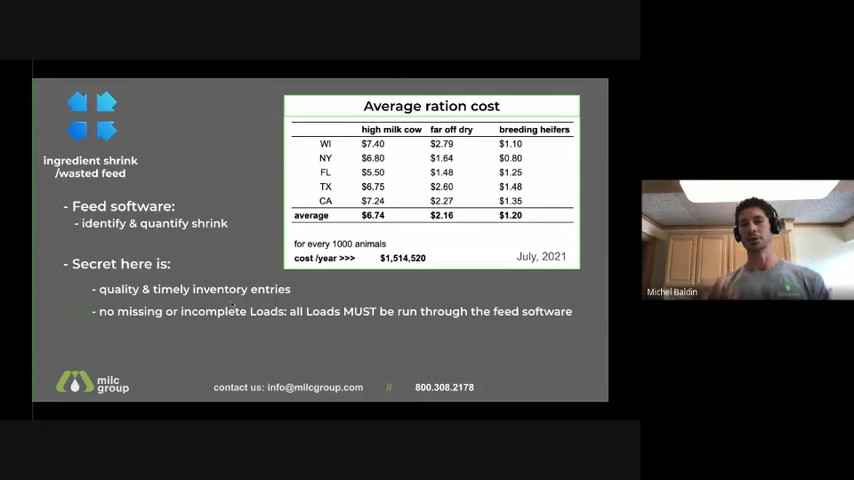 ingredient shrink
/wasted feed
- Feed software:
- identify & quantify shrink
- Secret here is:
- quality & timely inventory entries
- no missing or incomplete Loads: all Loads MUST be run through the feed software
Average ration cost
high milk cow far off dry breeding heifers
WI $7.40 $2.79 $1.10
NY $6.80 $1.64 $0.80
FL $5.50 $1.48 $1.25
TX $6.75 $2.60 $1.48
CA $7.24 $2.27 $1.35
average $6.74 $2.16 $1.20
for every 1000 animals
cost /year >>> $1,514,520 July, 2021
milc
group
contact us: info@milcgroup.com // 800.308.2178
Michel Baldin